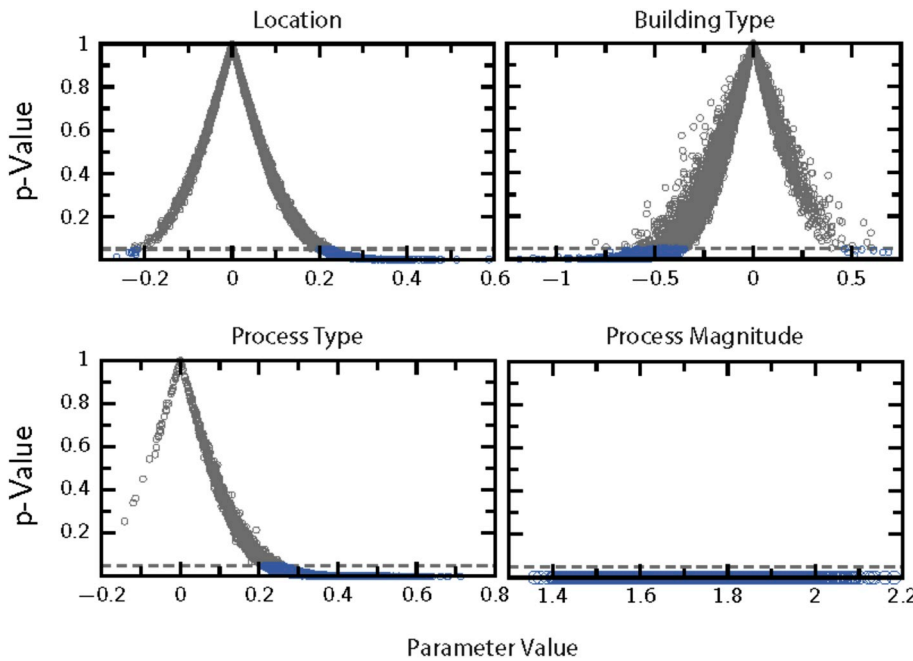 Location
Building Type
p-Value
1
0.8
0.6
0.4
0.2
−0.2 0 0.2 0.4 0.6
−1 −0.5 0 0.5
Process Type
Process Magnitude
p-Value
1
0.8
0.6
0.4
0.2
−0.2 0 0.2 0.4 0.6 0.8
1.4 1.6 1.8 2 2.2
Parameter Value